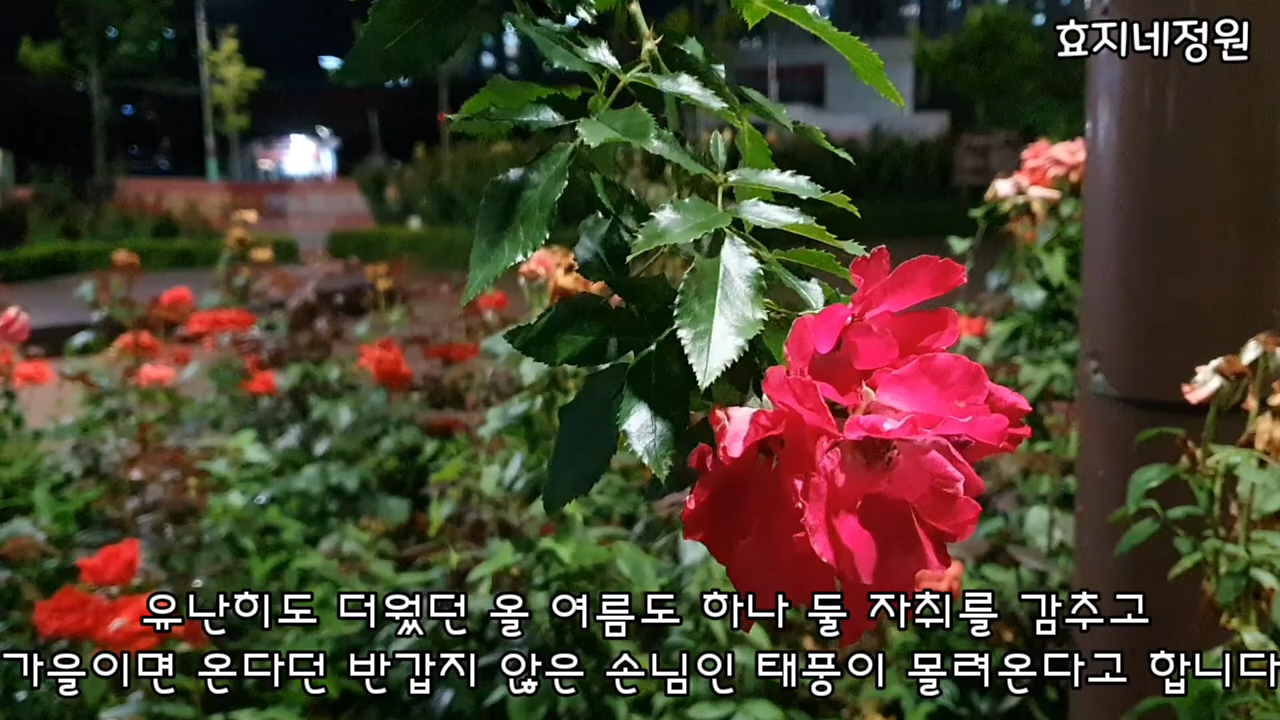 효지네정원
유난히도 더웠던 올 여름도 하나 둘 자취를 감추고
가을이면 온다던 반갑지 않은 손님인 태풍이 몰려온다고 합니다